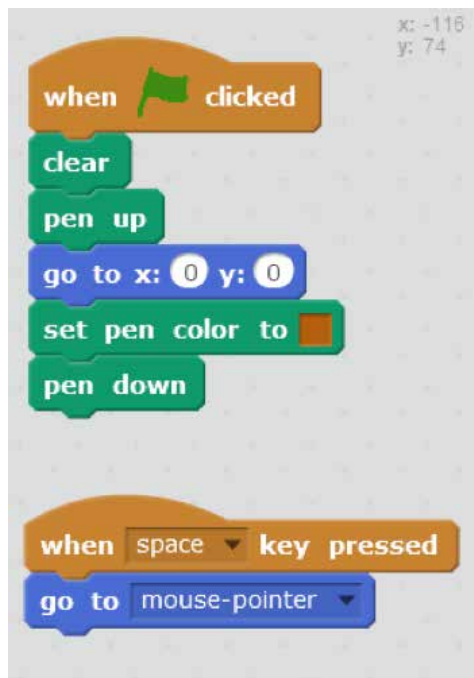 x: -116
y: 74
when clicked
clear
pen up
go to x: 0 y: 0
set pen color to
pen down
when space key pressed
go to mouse-pointer